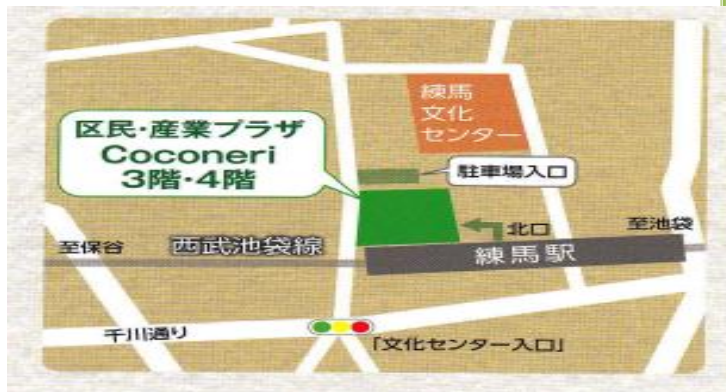 練馬
文化
センター
区民・産業プラザ
Coconeri
3階・4階
駐車場入口
北口
至池袋
至保谷
西武池袋線
練馬駅
千川通り
「文化センター入口」